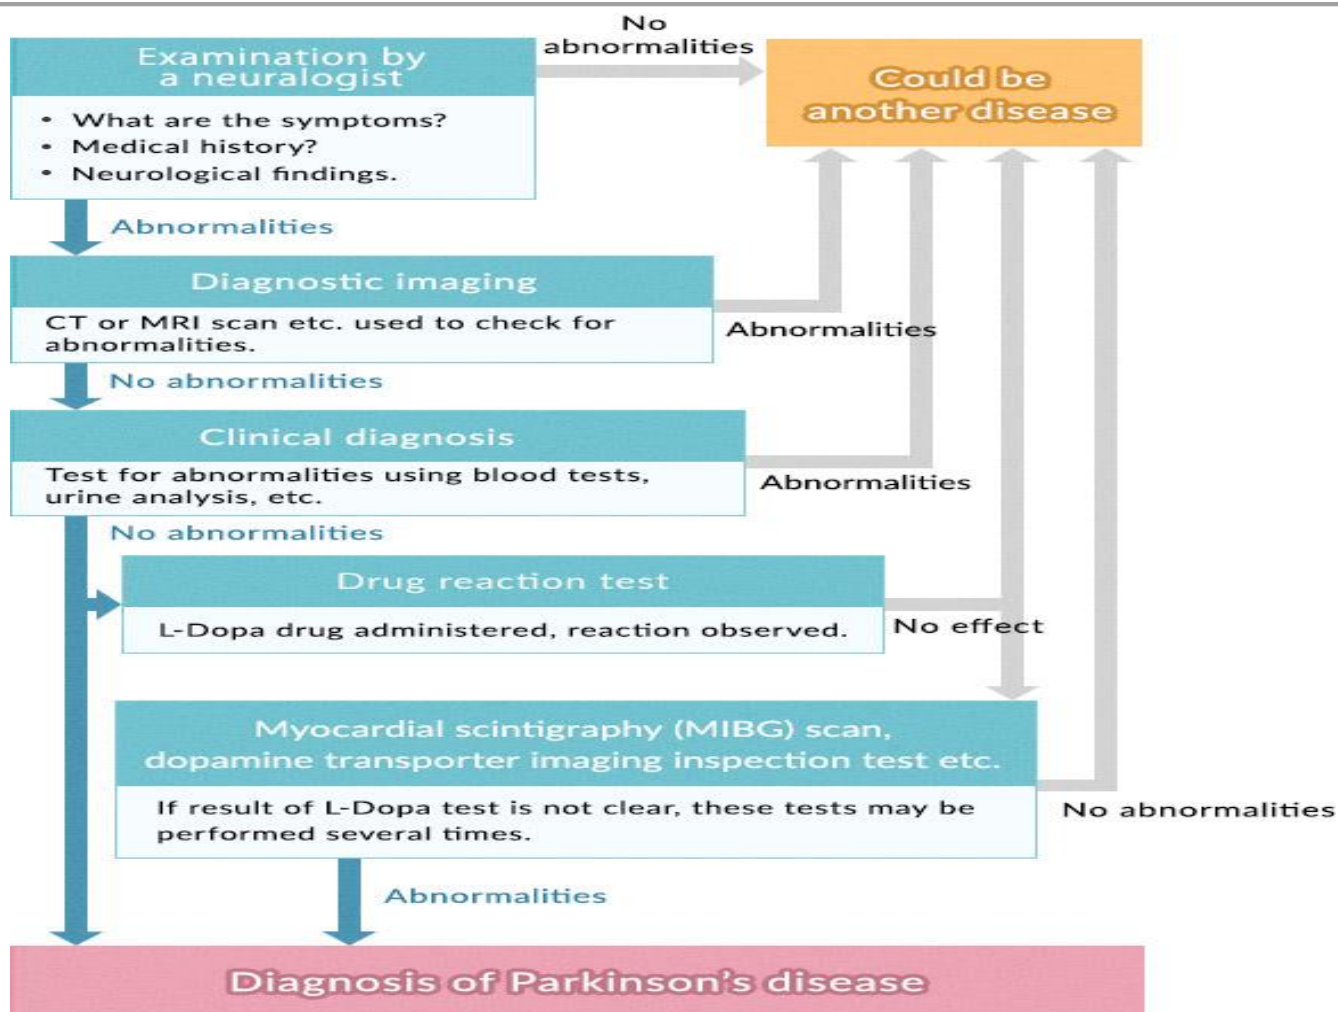 No
abnormalities
Examination by
a neuralogist
• What are the symptoms?
• Medical history?
• Neurological findings.
Could be
another disease
Abnormalities
Diagnostic imaging
CT or MRI scan etc. used to check for
abnormalities.
Abnormalities
No abnormalities
Clinical diagnosis
Test for abnormalities using blood tests,
urine analysis, etc.
Abnormalities
No abnormalities
Drug reaction test
L-Dopa drug administered, reaction observed.
No effect
Myocardial scintigraphy (MIBG) scan,
dopamine transporter imaging inspection test etc.
If result of L-Dopa test is not clear, these tests may be
performed several times.
No abnormalities
Abnormalities
Diagnosis of Parkinson's disease